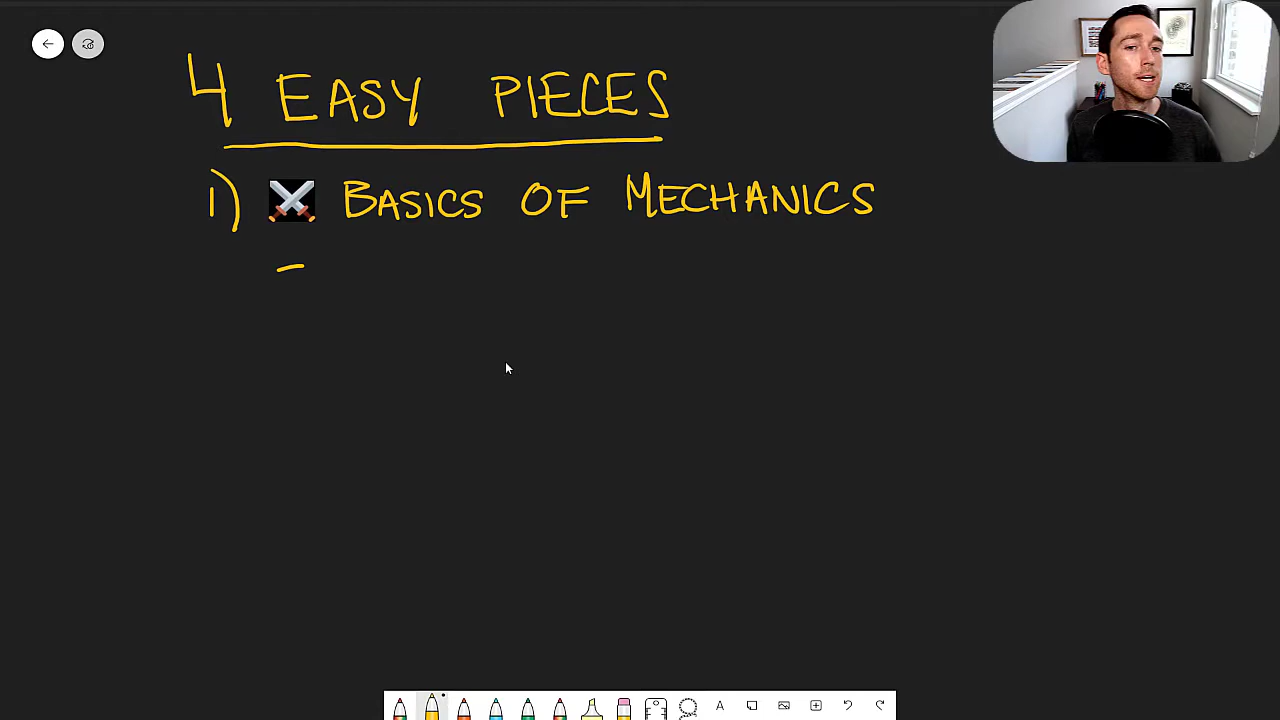 4 EASY PIECES
1) ⚔ BASICS OF MECHANICS
-